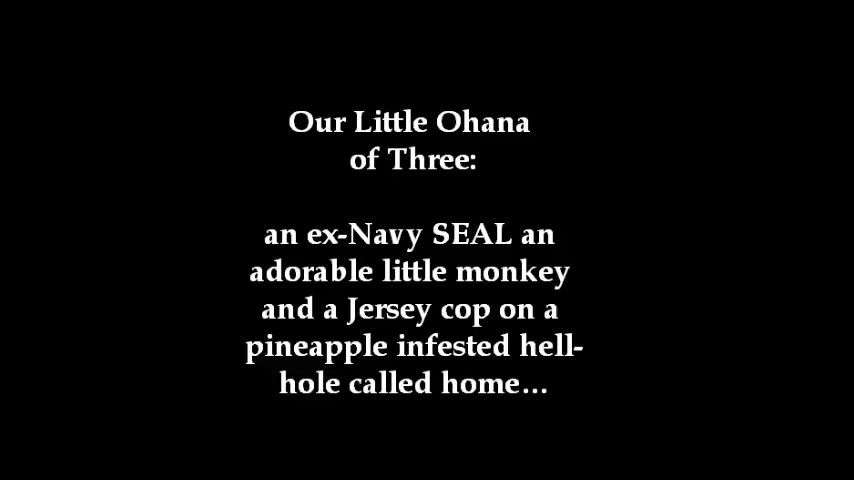 Our Little Ohana
of Three:
an ex-Navy SEAL an
adorable little monkey
and a Jersey cop on a
pineapple infested hell-
hole called home...